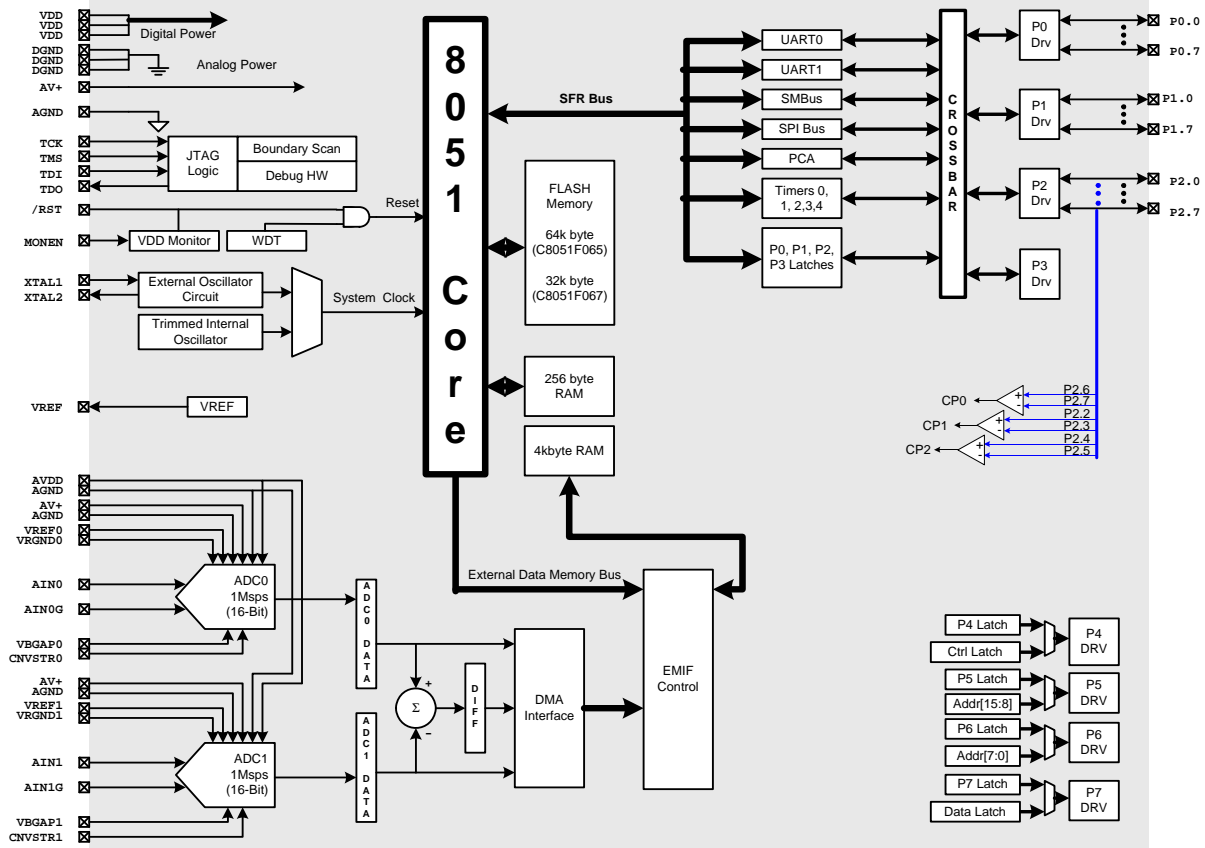 VDD
VDD
VDD
Digital Power
DGND
DGND
DGND
Analog Power
AV+
AGND
TCK
TMS
TDI
TDO
JTAG
Logic
Boundary Scan
Debug HW
/RST
Reset
MONEN
VDD Monitor
WDT
XTAL1
XTAL2
External Oscillator
Circuit
System Clock
Trimmed Internal
Oscillator
VREF
VREF
8051 Core
SFR Bus
FLASH
Memory
64k byte
(C8051F065)
32k byte
(C8051F067)
256 byte
RAM
4kbyte RAM
UART0
UART1
SMBus
SPI Bus
PCA
Timers 0,
1, 2,3,4
P0, P1, P2,
P3 Latches
CROSSBAR
P0
Drv
P1
Drv
P2
Drv
P3
Drv
P0.0
P0.7
P1.0
P1.7
P2.0
P2.7
CP0
+
-
P2.6
P2.7
CP1
+
-
P2.2
P2.3
CP2
+
-
P2.4
P2.5
AVDD
AGND
AV+
AGND
VREF0
VRGND0
AIN0
AIN0G
VBGAP0
CNVSTR0
ADC0
1Msps
(16-Bit)
AV+
AGND
VREF1
VRGND1
AIN1
AIN1G
VBGAP1
CNVSTR1
ADC1
1Msps
(16-Bit)
ADC0 DATA
ADC1 DATA
+
Σ
−
DIFF
DMA
Interface
External Data Memory Bus
EMIF
Control
P4 Latch
Ctrl Latch
P4
DRV
P5 Latch
Addr[15:8]
P5
DRV
P6 Latch
Addr[7:0]
P6
DRV
P7 Latch
Data Latch
P7
DRV